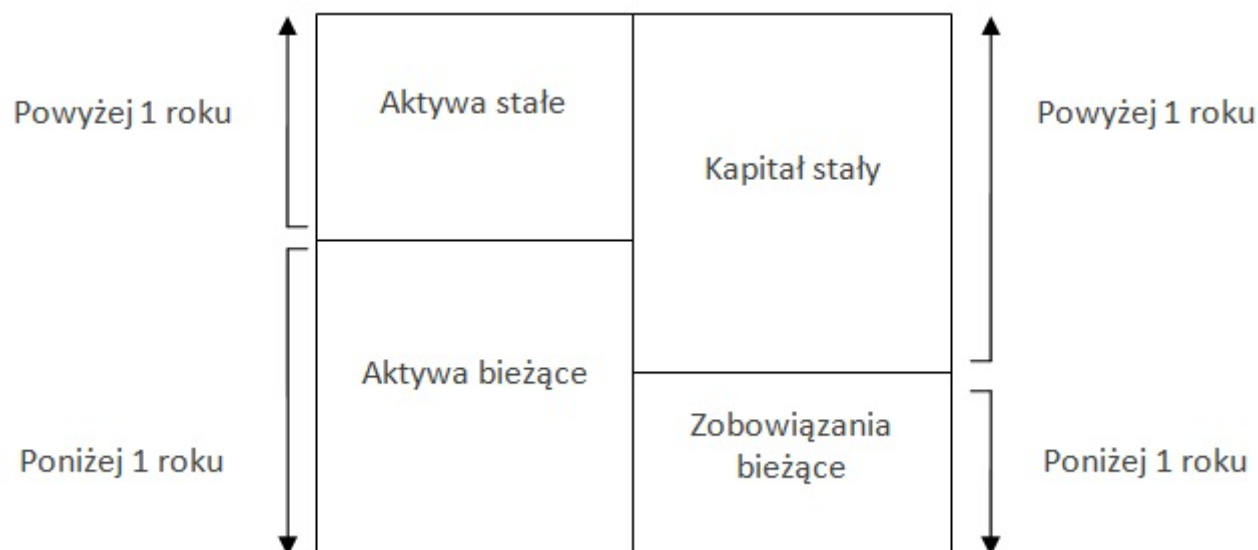 Powyżej 1 roku
Aktywa stałe
Kapitał stały
Powyżej 1 roku
Poniżej 1 roku
Aktywa bieżące
Zobowiązania
bieżące
Poniżej 1 roku